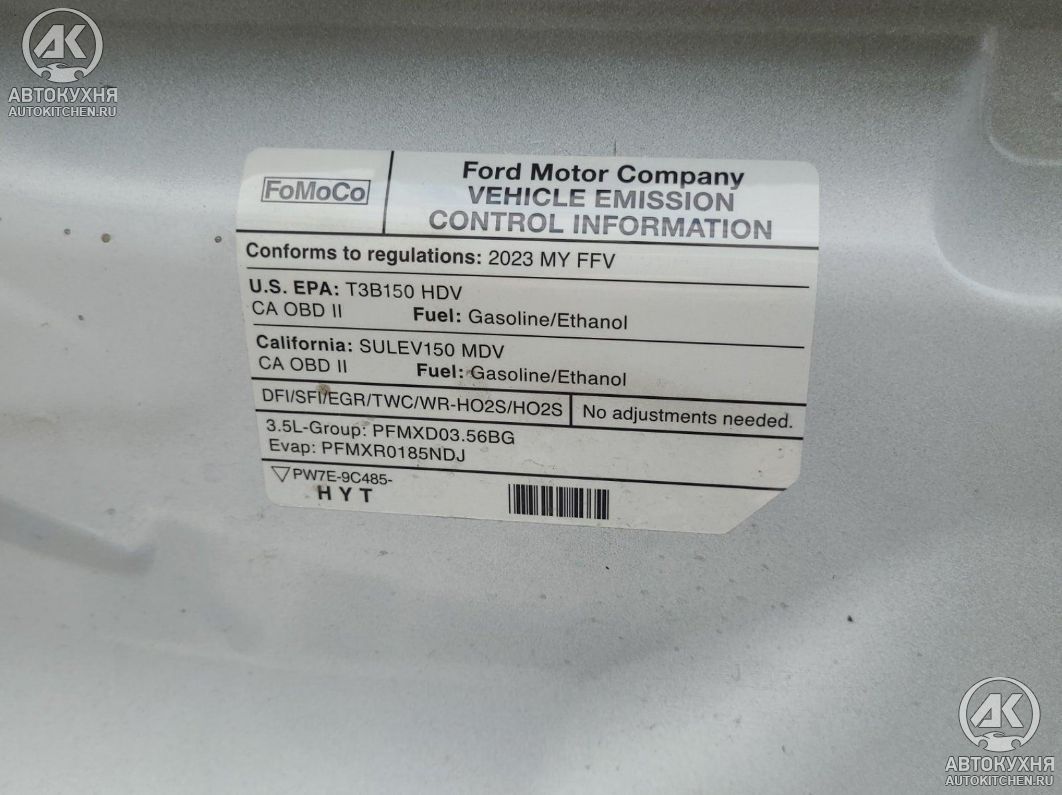 AK
АВТОКУХНЯ
AUTOKITCHEN.RU
FoMoCo
Ford Motor Company
VEHICLE EMISSION
CONTROL INFORMATION
Conforms to regulations: 2023 MY FFV
U.S. EPA: T3B150 HDV
CA OBD II Fuel: Gasoline/Ethanol
California: SULEV150 MDV
CA OBD II Fuel: Gasoline/Ethanol
DFI/SFI/EGR/TWC/WR-HO2S/HO2S No adjustments needed.
3.5L-Group: PFMXD03.56BG
Evap: PFMXR0185NDJ
PW7E-9C485-
HYT
AK
АВТОКУХНЯ
AUTOKITCHEN.RU